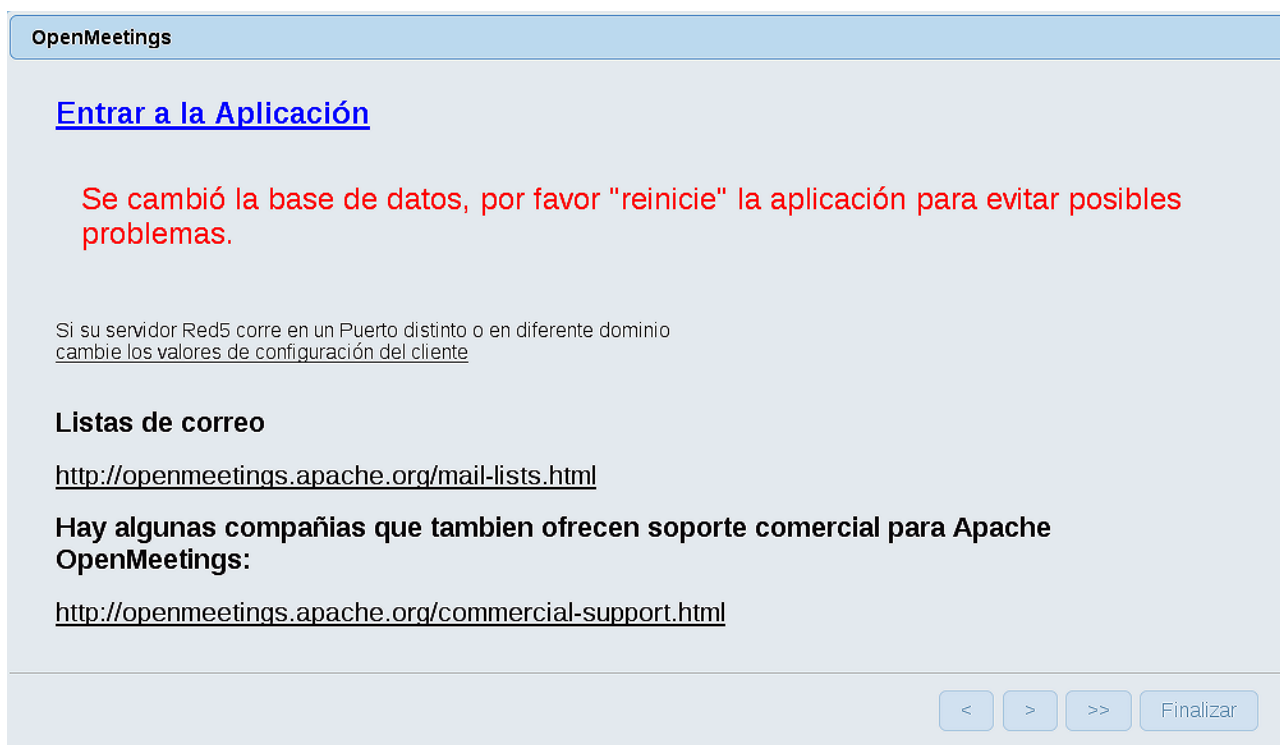 OpenMeetings
Entrar a la Aplicación
Se cambió la base de datos, por favor "reinicie" la aplicación para evitar posibles
problemas.
Si su servidor Red5 corre en un Puerto distinto o en diferente dominio
cambie los valores de configuración del cliente
Listas de correo
http://openmeetings.apache.org/mail-lists.html
Hay algunas compañias que tambien ofrecen soporte comercial para Apache
OpenMeetings:
http://openmeetings.apache.org/commercial-support.html
< > >> Finalizar